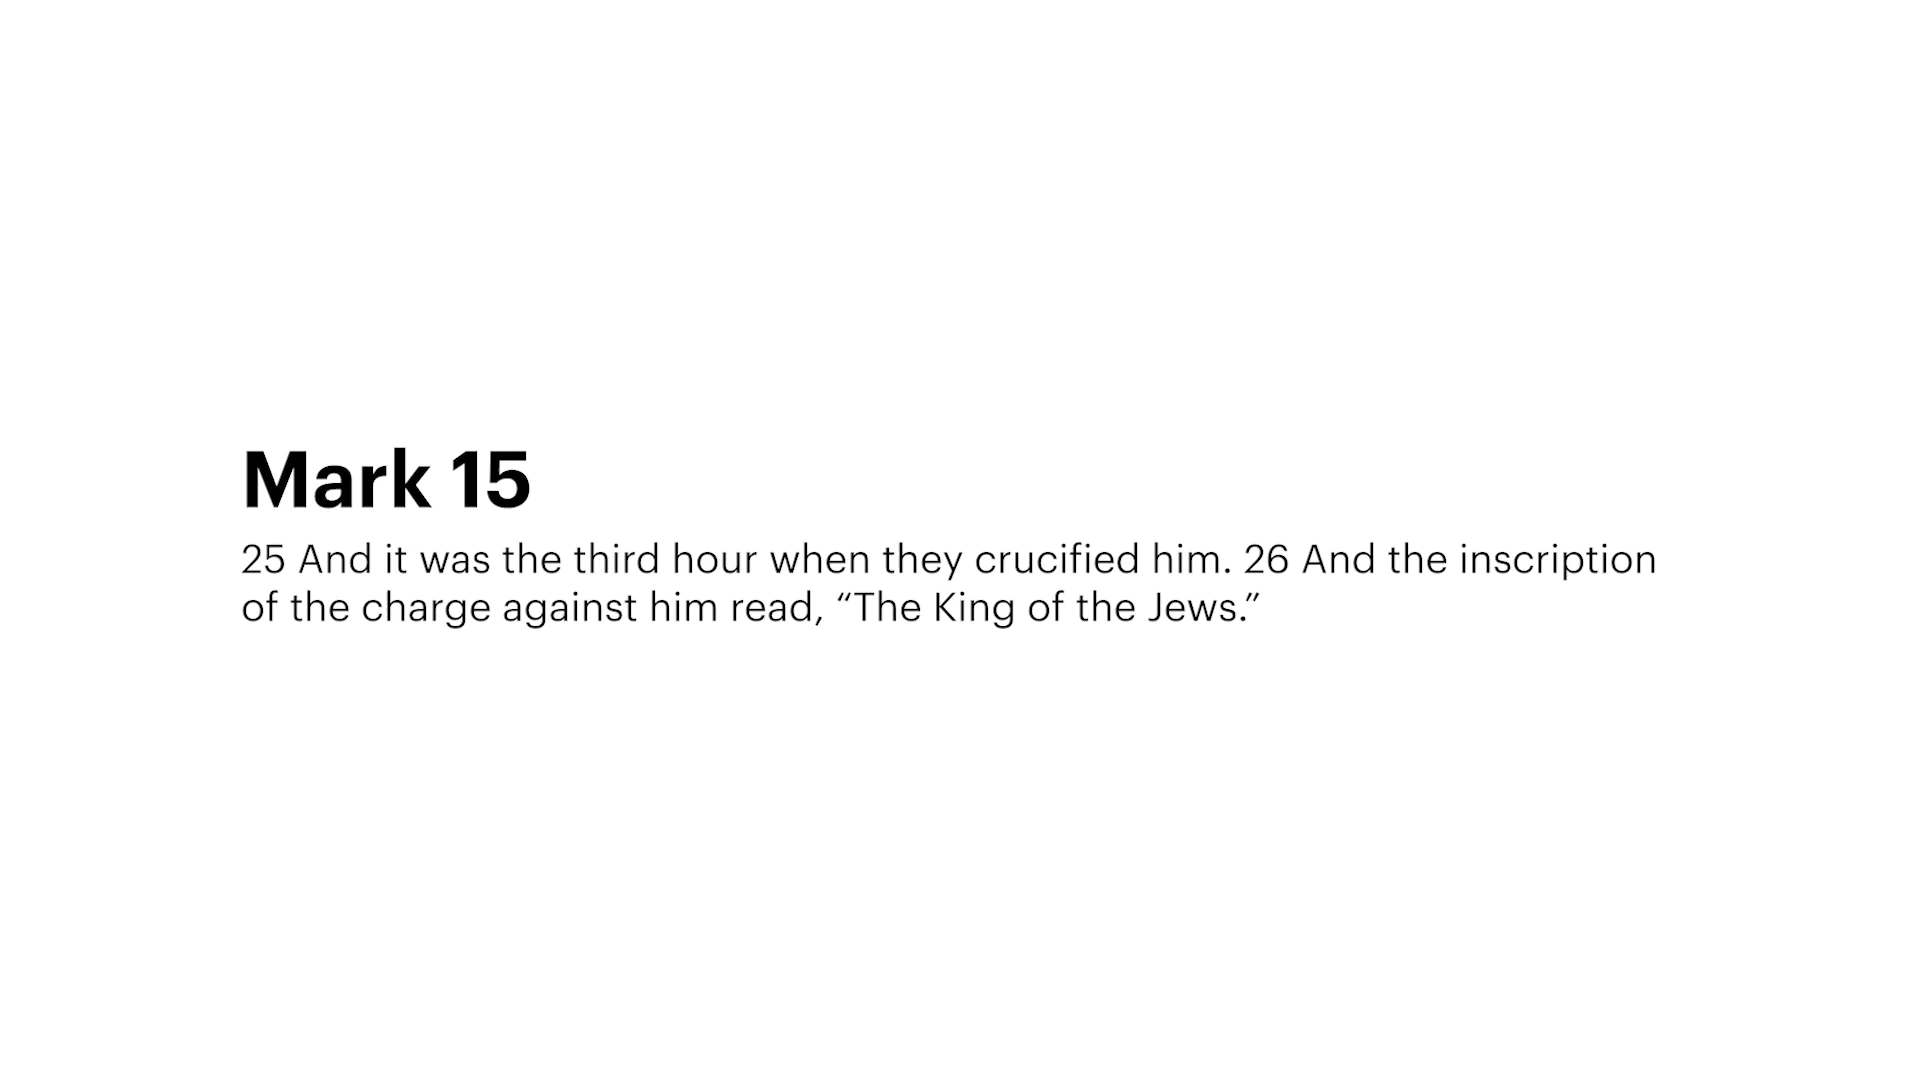 Mark 15
25 And it was the third hour when they crucified him. 26 And the inscription
of the charge against him read, “The King of the Jews.”